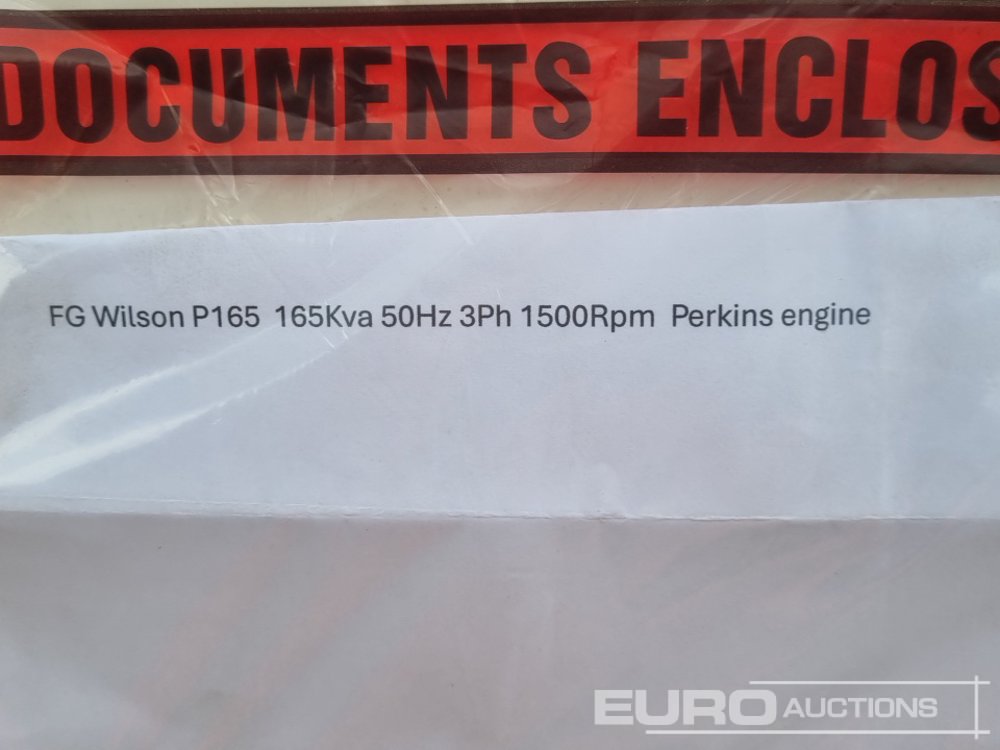 DOCUMENTS ENCLOS
FG Wilson P165 165Kva 50Hz 3Ph 1500Rpm Perkins engine
EURO AUCTIONS